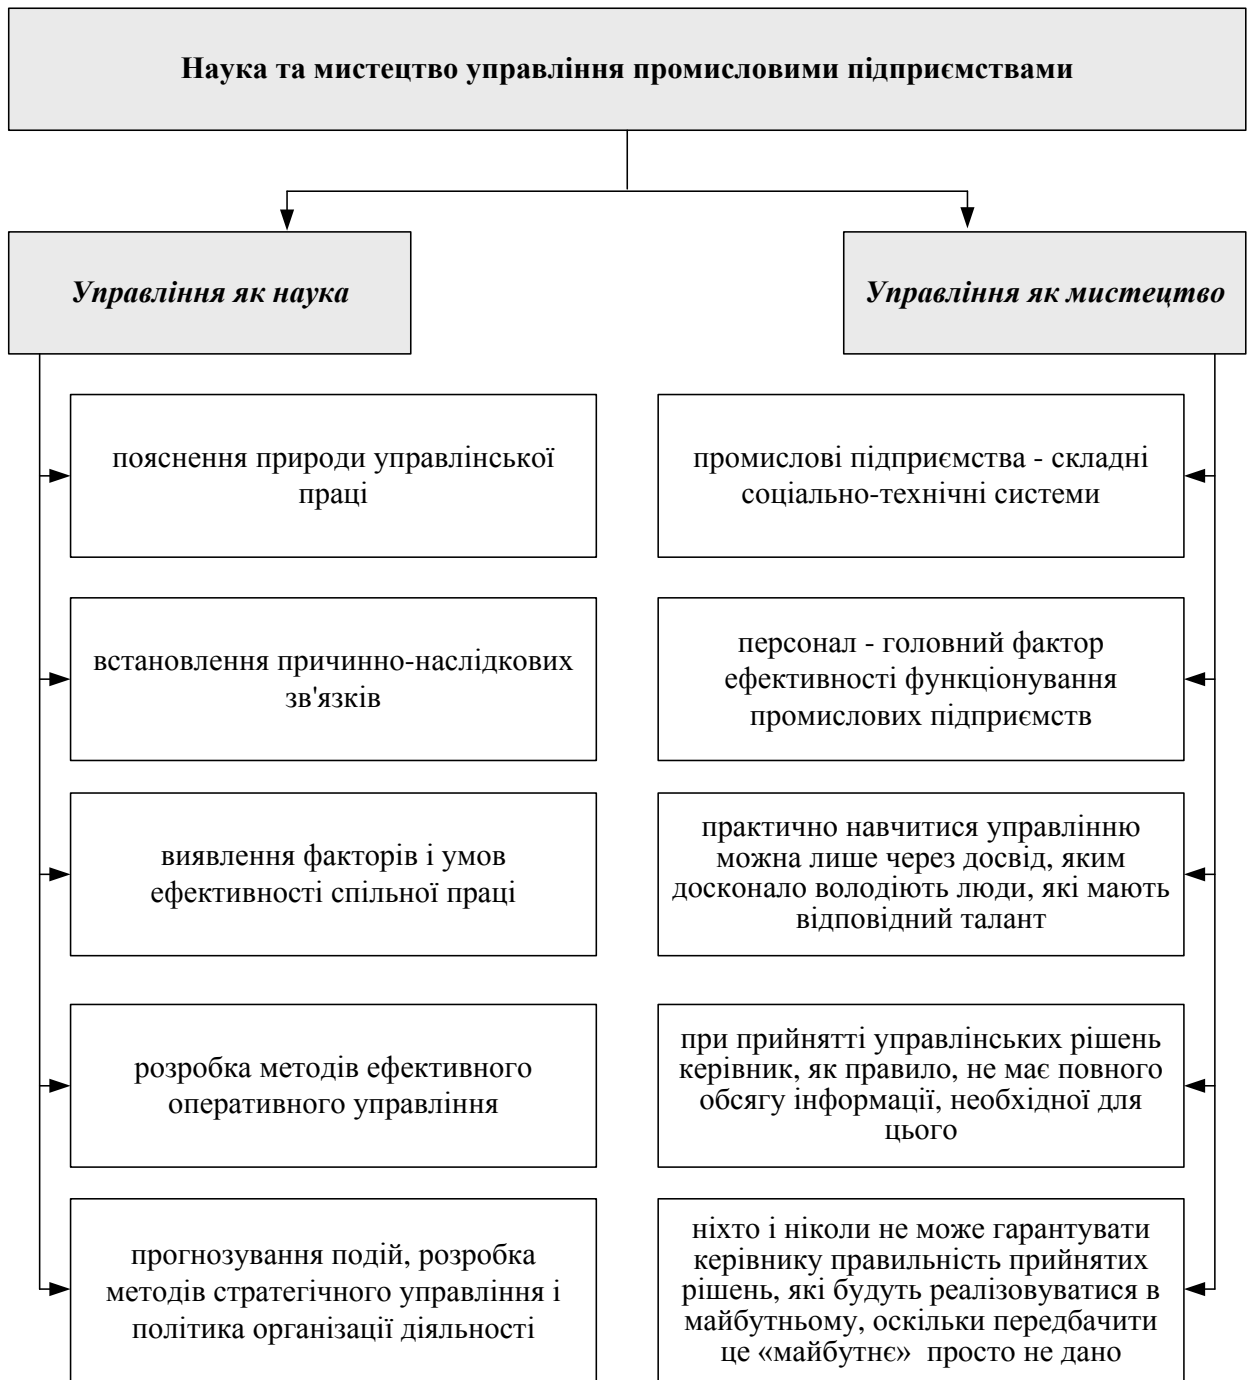 Наука та мистецтво управління промисловими підприємствами
Управління як наука
Управління як мистецтво
пояснення природи управлінської
праці
промислові підприємства - складні
соціально-технічні системи
встановлення причинно-наслідкових
зв'язків
персонал - головний фактор
ефективності функціонування
промислових підприємств
виявлення факторів і умов
ефективності спільної праці
практично навчитися управлінню
можна лише через досвід, яким
досконало володіють люди, які мають
відповідний талант
розробка методів ефективного
оперативного управління
при прийнятті управлінських рішень
керівник, як правило, не має повного
обсягу інформації, необхідної для
цього
прогнозування подій, розробка
методів стратегічного управління і
політика організації діяльності
ніхто і ніколи не може гарантувати
керівнику правильність прийнятих
рішень, які будуть реалізовуватися в
майбутньому, оскільки передбачити
це «майбутнє» просто не дано